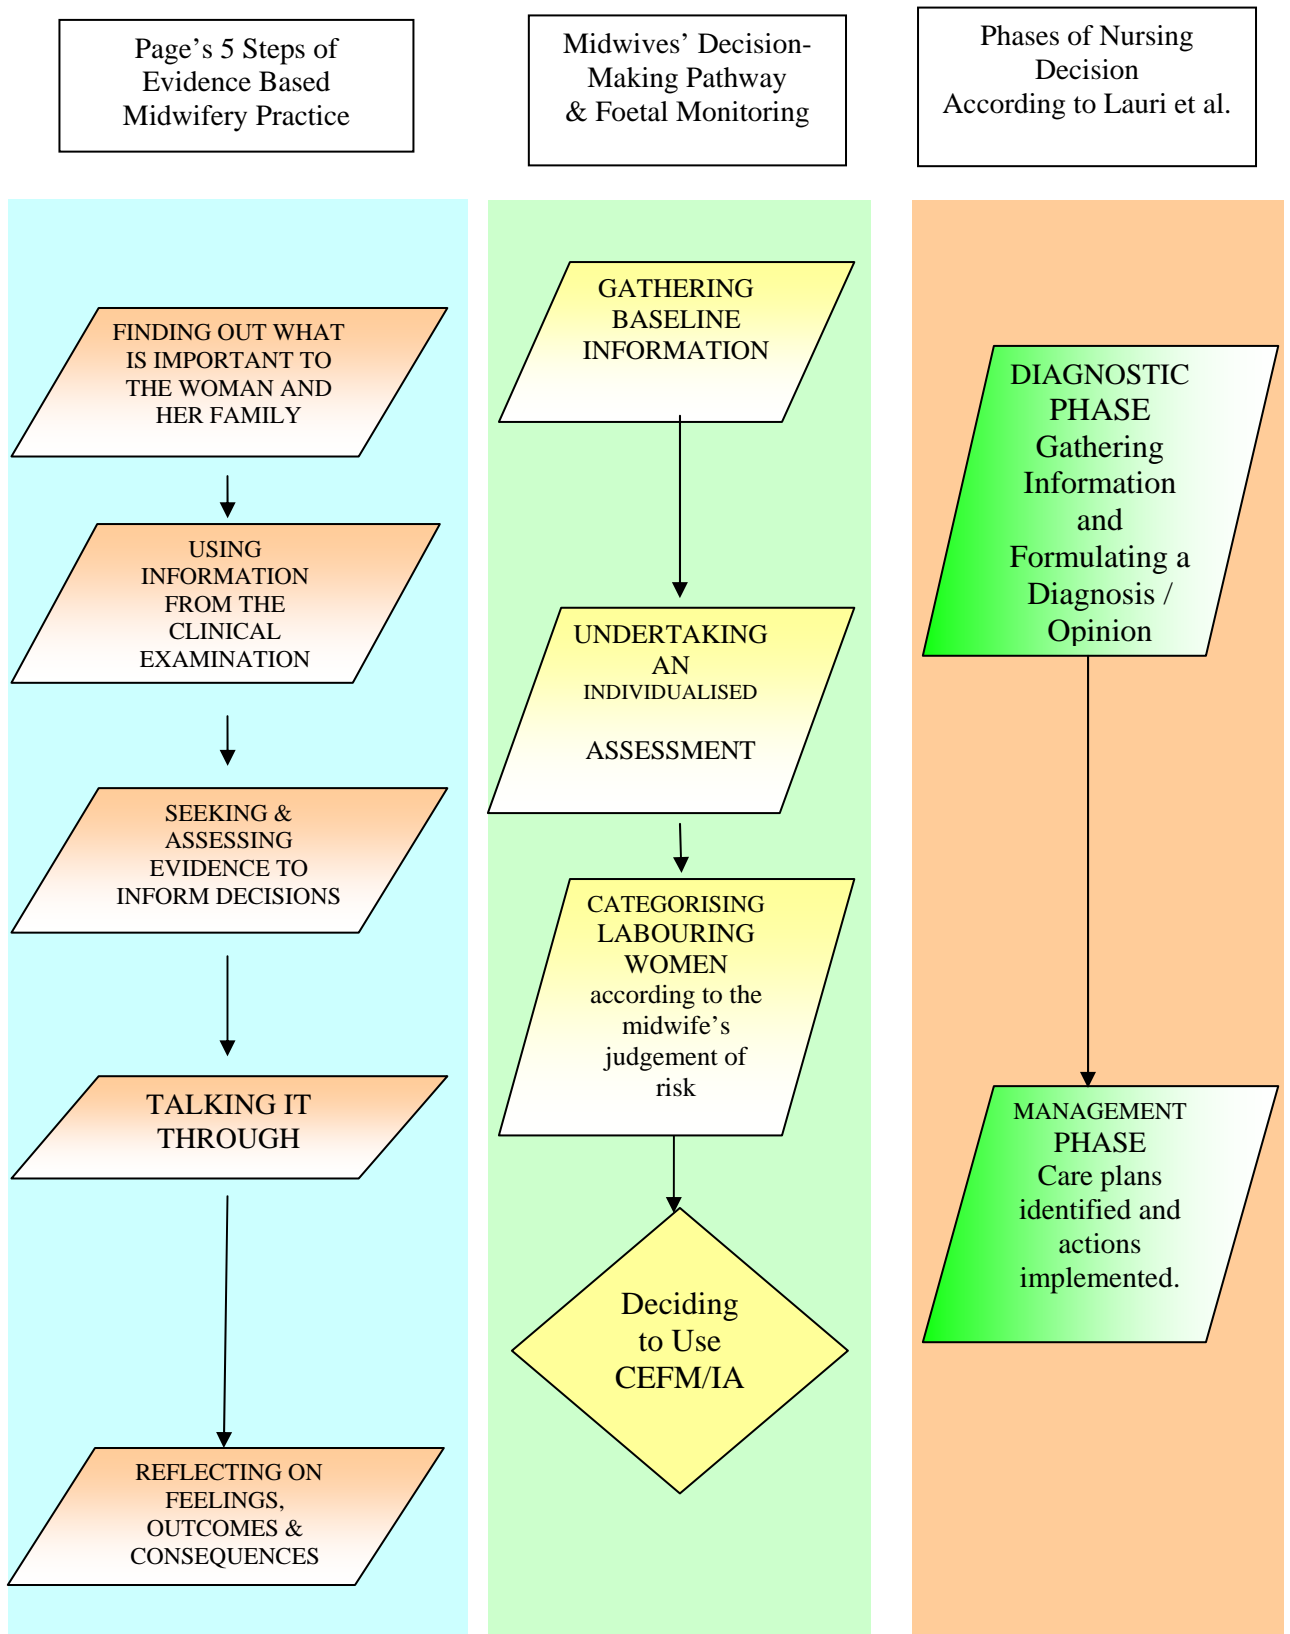 Page’s 5 Steps of
Evidence Based
Midwifery Practice
Midwives’ Decision-
Making Pathway
& Foetal Monitoring
Phases of Nursing
Decision
According to Lauri et al.
FINDING OUT WHAT
IS IMPORTANT TO
THE WOMAN AND
HER FAMILY
USING
INFORMATION
FROM THE
CLINICAL
EXAMINATION
SEEKING &
ASSESSING
EVIDENCE TO
INFORM DECISIONS
TALKING IT
THROUGH
REFLECTING ON
FEELINGS,
OUTCOMES &
CONSEQUENCES
GATHERING
BASELINE
INFORMATION
UNDERTAKING
AN
INDIVIDUALISED
ASSESSMENT
CATEGORISING
LABOURING
WOMEN
according to the
midwife’s
judgement of
risk
Deciding
to Use
CEFM/IA
DIAGNOSTIC
PHASE
Gathering
Information
and
Formulating a
Diagnosis /
Opinion
MANAGEMENT
PHASE
Care plans
identified and
actions
implemented.